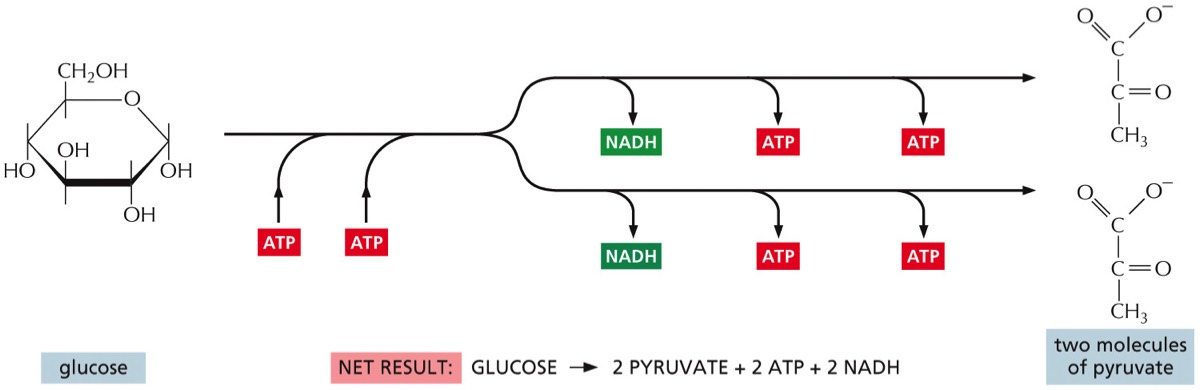 CH₂OH
O
OH
HO
OH
OH
ATP
ATP
NADH
ATP
ATP
NADH
ATP
ATP
O
O⁻
C
C=O
CH₃
O
O⁻
C
C=O
CH₃
glucose
NET RESULT: GLUCOSE → 2 PYRUVATE + 2 ATP + 2 NADH
two molecules
of pyruvate